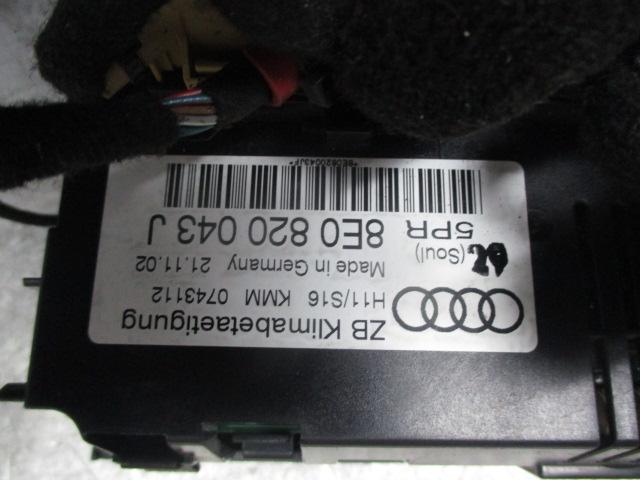 ZB Klimabetaetigung
H11/S16 KMM 0743112
Made in Germany 21.11.02
(Soul)
5PR 8E0 820 043 J
*8E0820043JF*